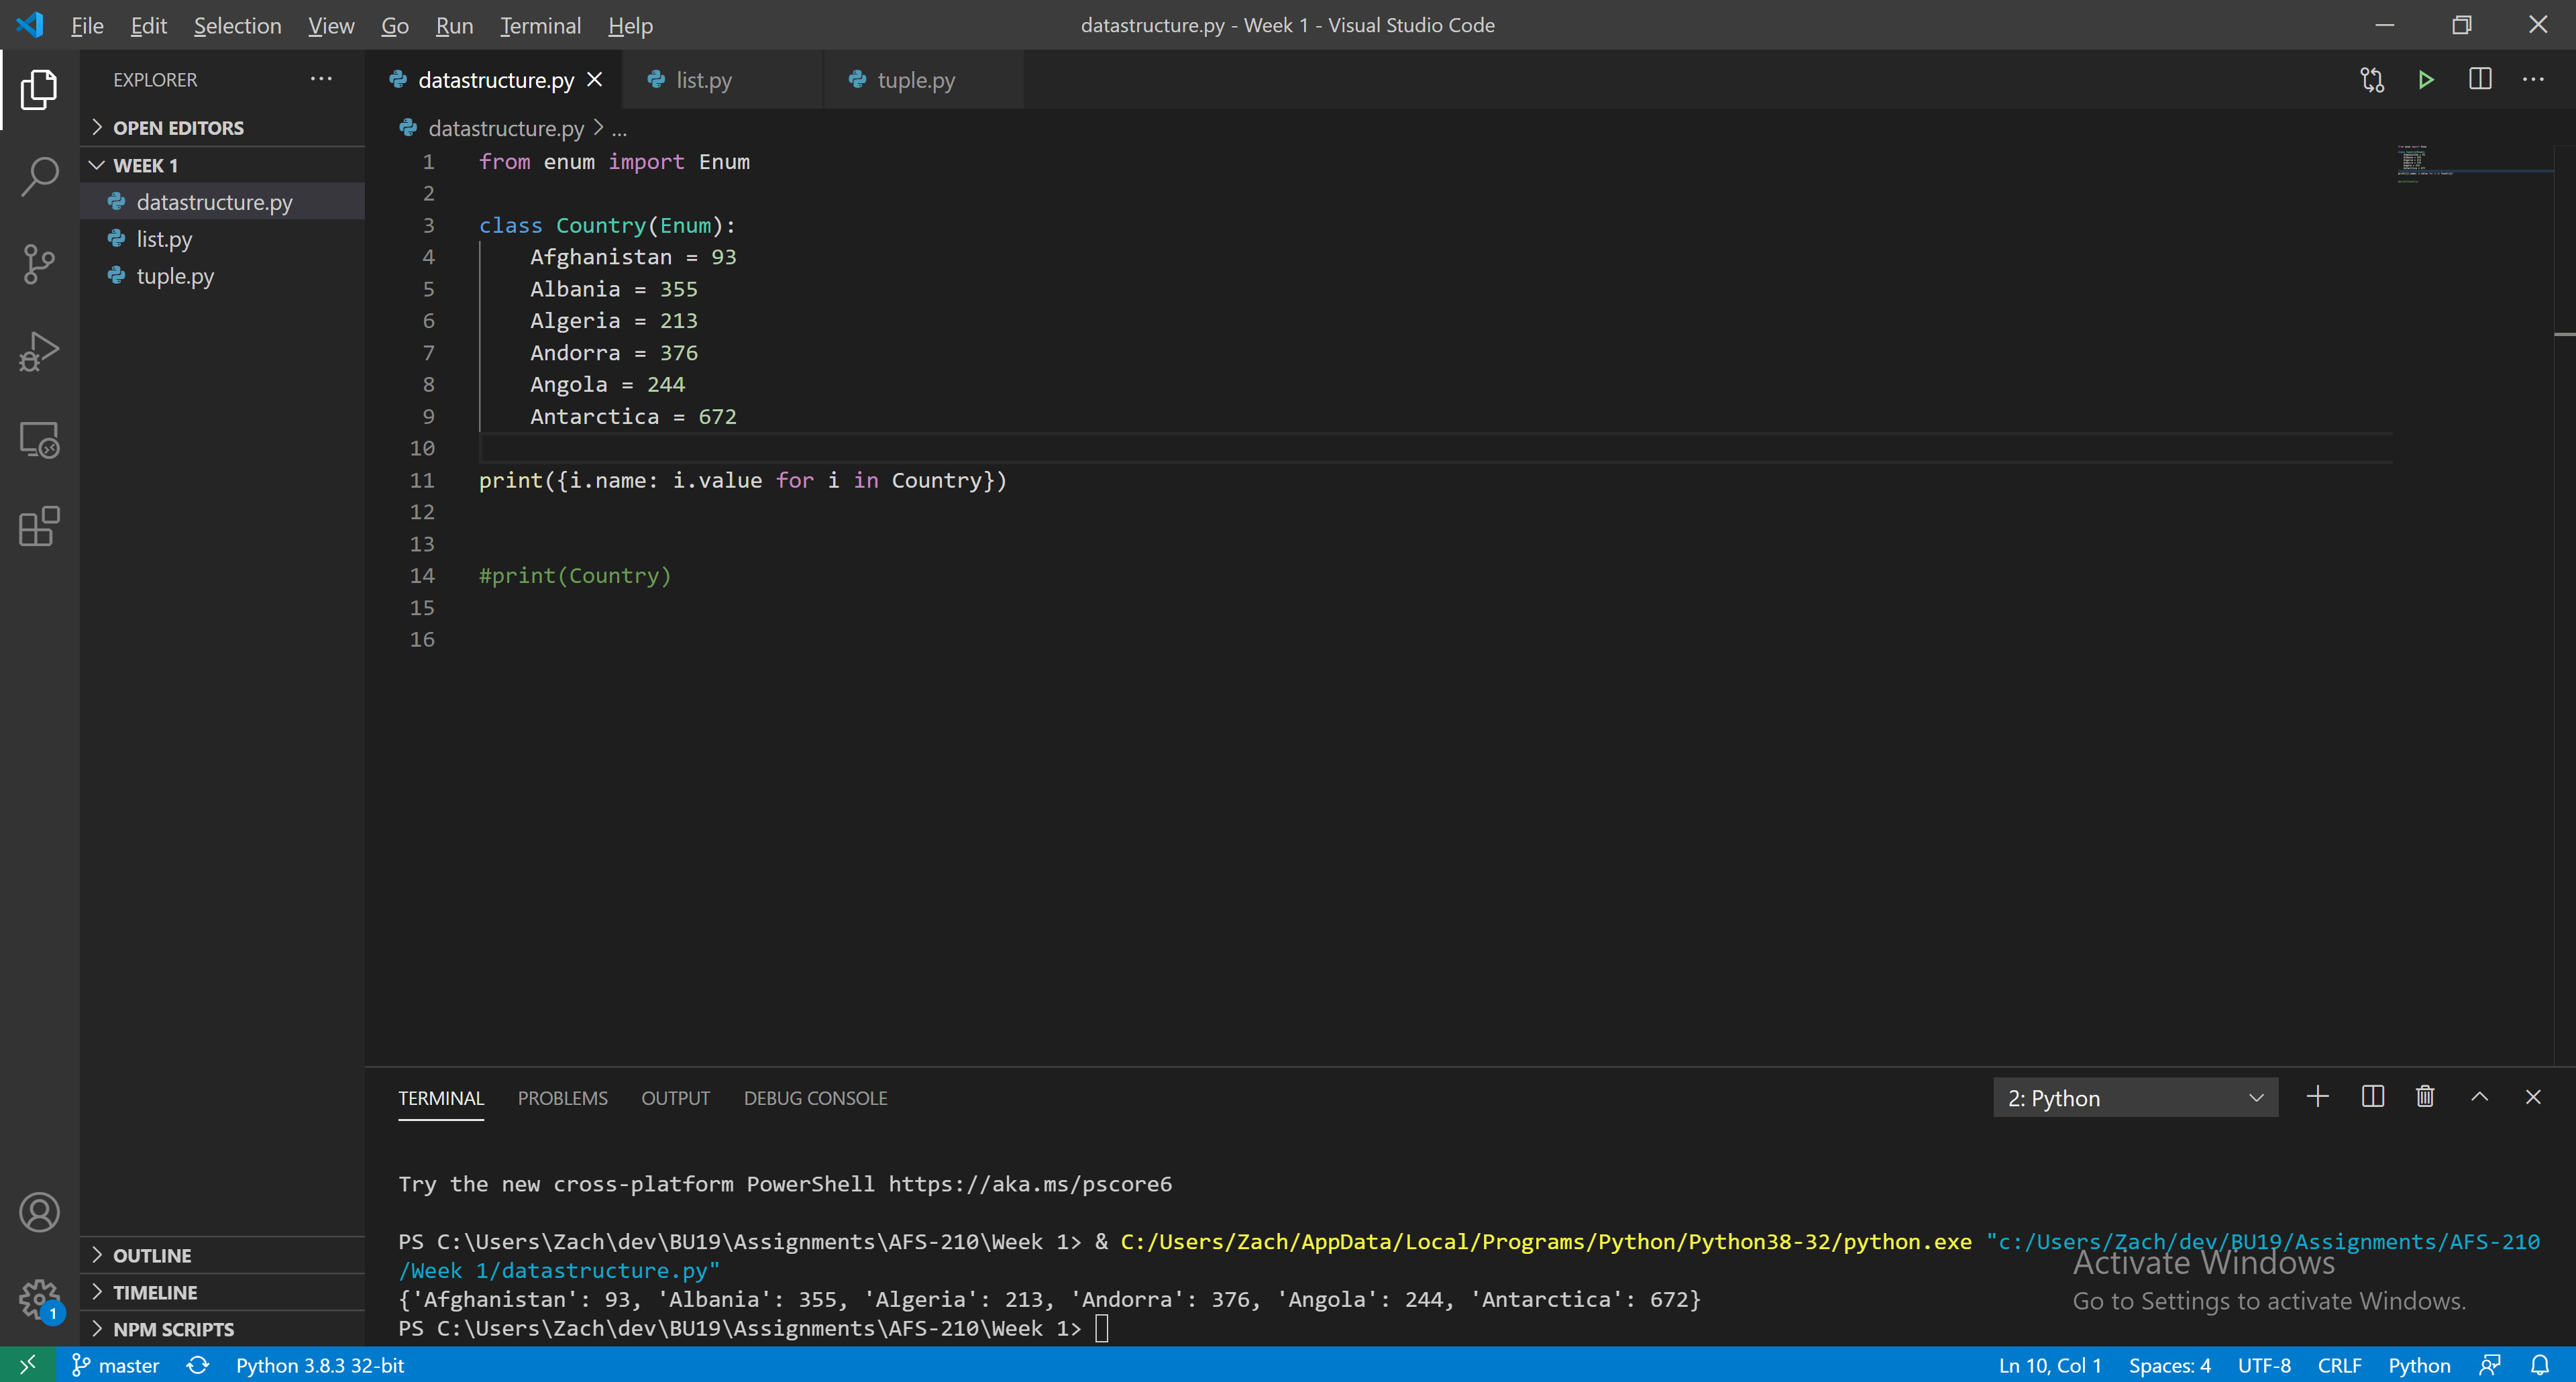 File Edit Selection View Go Run Terminal Help
datastructure.py - Week 1 - Visual Studio Code
EXPLORER
OPEN EDITORS
WEEK 1
datastructure.py
list.py
tuple.py
OUTLINE
TIMELINE
NPM SCRIPTS
1
datastructure.py list.py tuple.py
datastructure.py > ...
1 from enum import Enum
2
3 class Country(Enum):
4     Afghanistan = 93
5     Albania = 355
6     Algeria = 213
7     Andorra = 376
8     Angola = 244
9     Antarctica = 672
10
11 print({i.name: i.value for i in Country})
12
13
14 #print(Country)
15
16
TERMINAL PROBLEMS OUTPUT DEBUG CONSOLE
2: Python
Try the new cross-platform PowerShell https://aka.ms/pscore6
PS C:\Users\Zach\dev\BU19\Assignments\AFS-210\Week 1> & C:/Users/Zach/AppData/Local/Programs/Python/Python38-32/python.exe "c:/Users/Zach/dev/BU19/Assignments/AFS-210
/Week 1/datastructure.py"
{'Afghanistan': 93, 'Albania': 355, 'Algeria': 213, 'Andorra': 376, 'Angola': 244, 'Antarctica': 672}
PS C:\Users\Zach\dev\BU19\Assignments\AFS-210\Week 1>
Activate Windows
Go to Settings to activate Windows.
master Python 3.8.3 32-bit
Ln 10, Col 1 Spaces: 4 UTF-8 CRLF Python